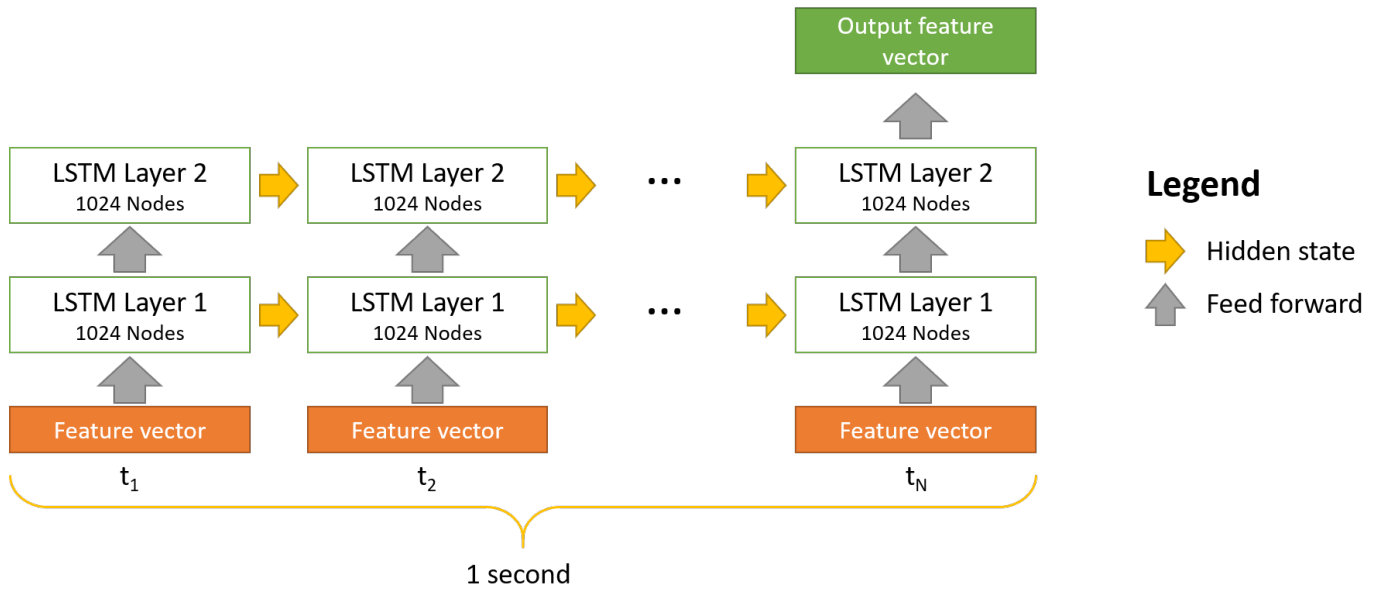 Output feature
vector
LSTM Layer 2
1024 Nodes
LSTM Layer 2
1024 Nodes
...
LSTM Layer 2
1024 Nodes
LSTM Layer 1
1024 Nodes
LSTM Layer 1
1024 Nodes
...
LSTM Layer 1
1024 Nodes
Feature vector
Feature vector
Feature vector
t₁
t₂
t_N
1 second
Legend
Hidden state
Feed forward